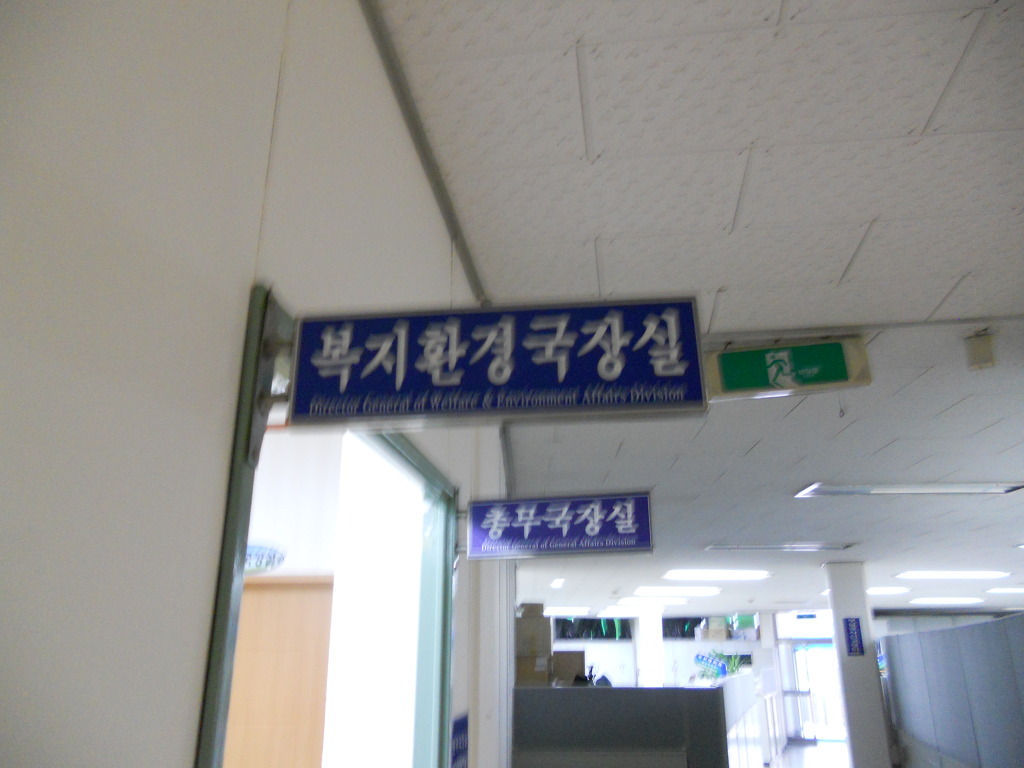 복지환경국장실
Director General of Welfare & Environment Affairs Division
총무국장실
Director General of General Affairs Division